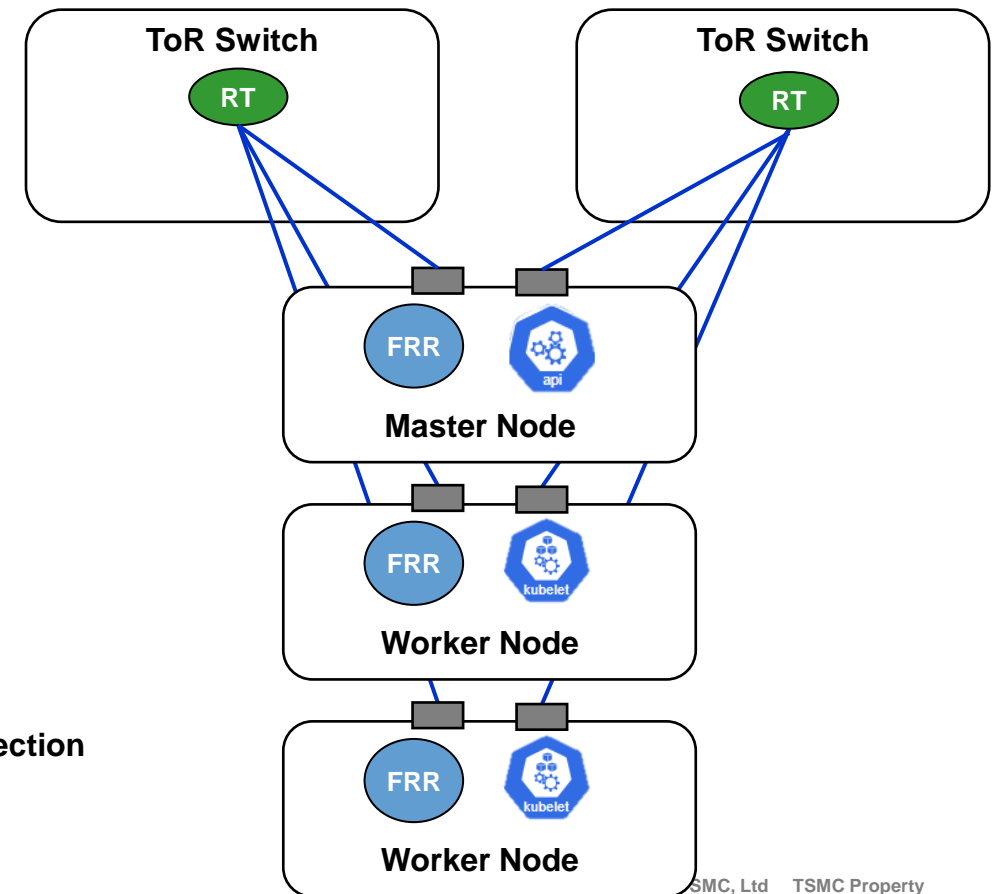 ToR Switch
ToR Switch
RT
RT
FRR
api
Master Node
FRR
kubelet
Worker Node
ection
FRR
kubelet
Worker Node
SMC, Ltd TSMC Property